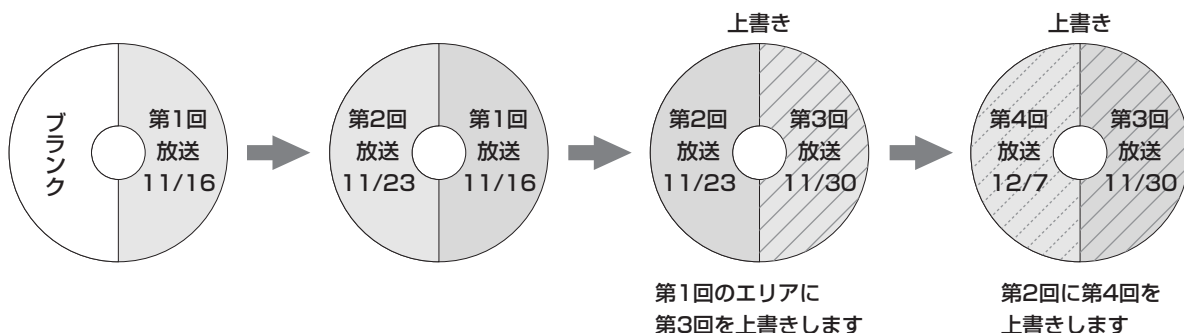 ブランク
第1回
放送
11/16
第2回
放送
11/23
第1回
放送
11/16
上書き
第2回
放送
11/23
第3回
放送
11/30
第1回のエリアに
第3回を上書きします
上書き
第4回
放送
12/7
第3回
放送
11/30
第2回に第4回を
上書きします